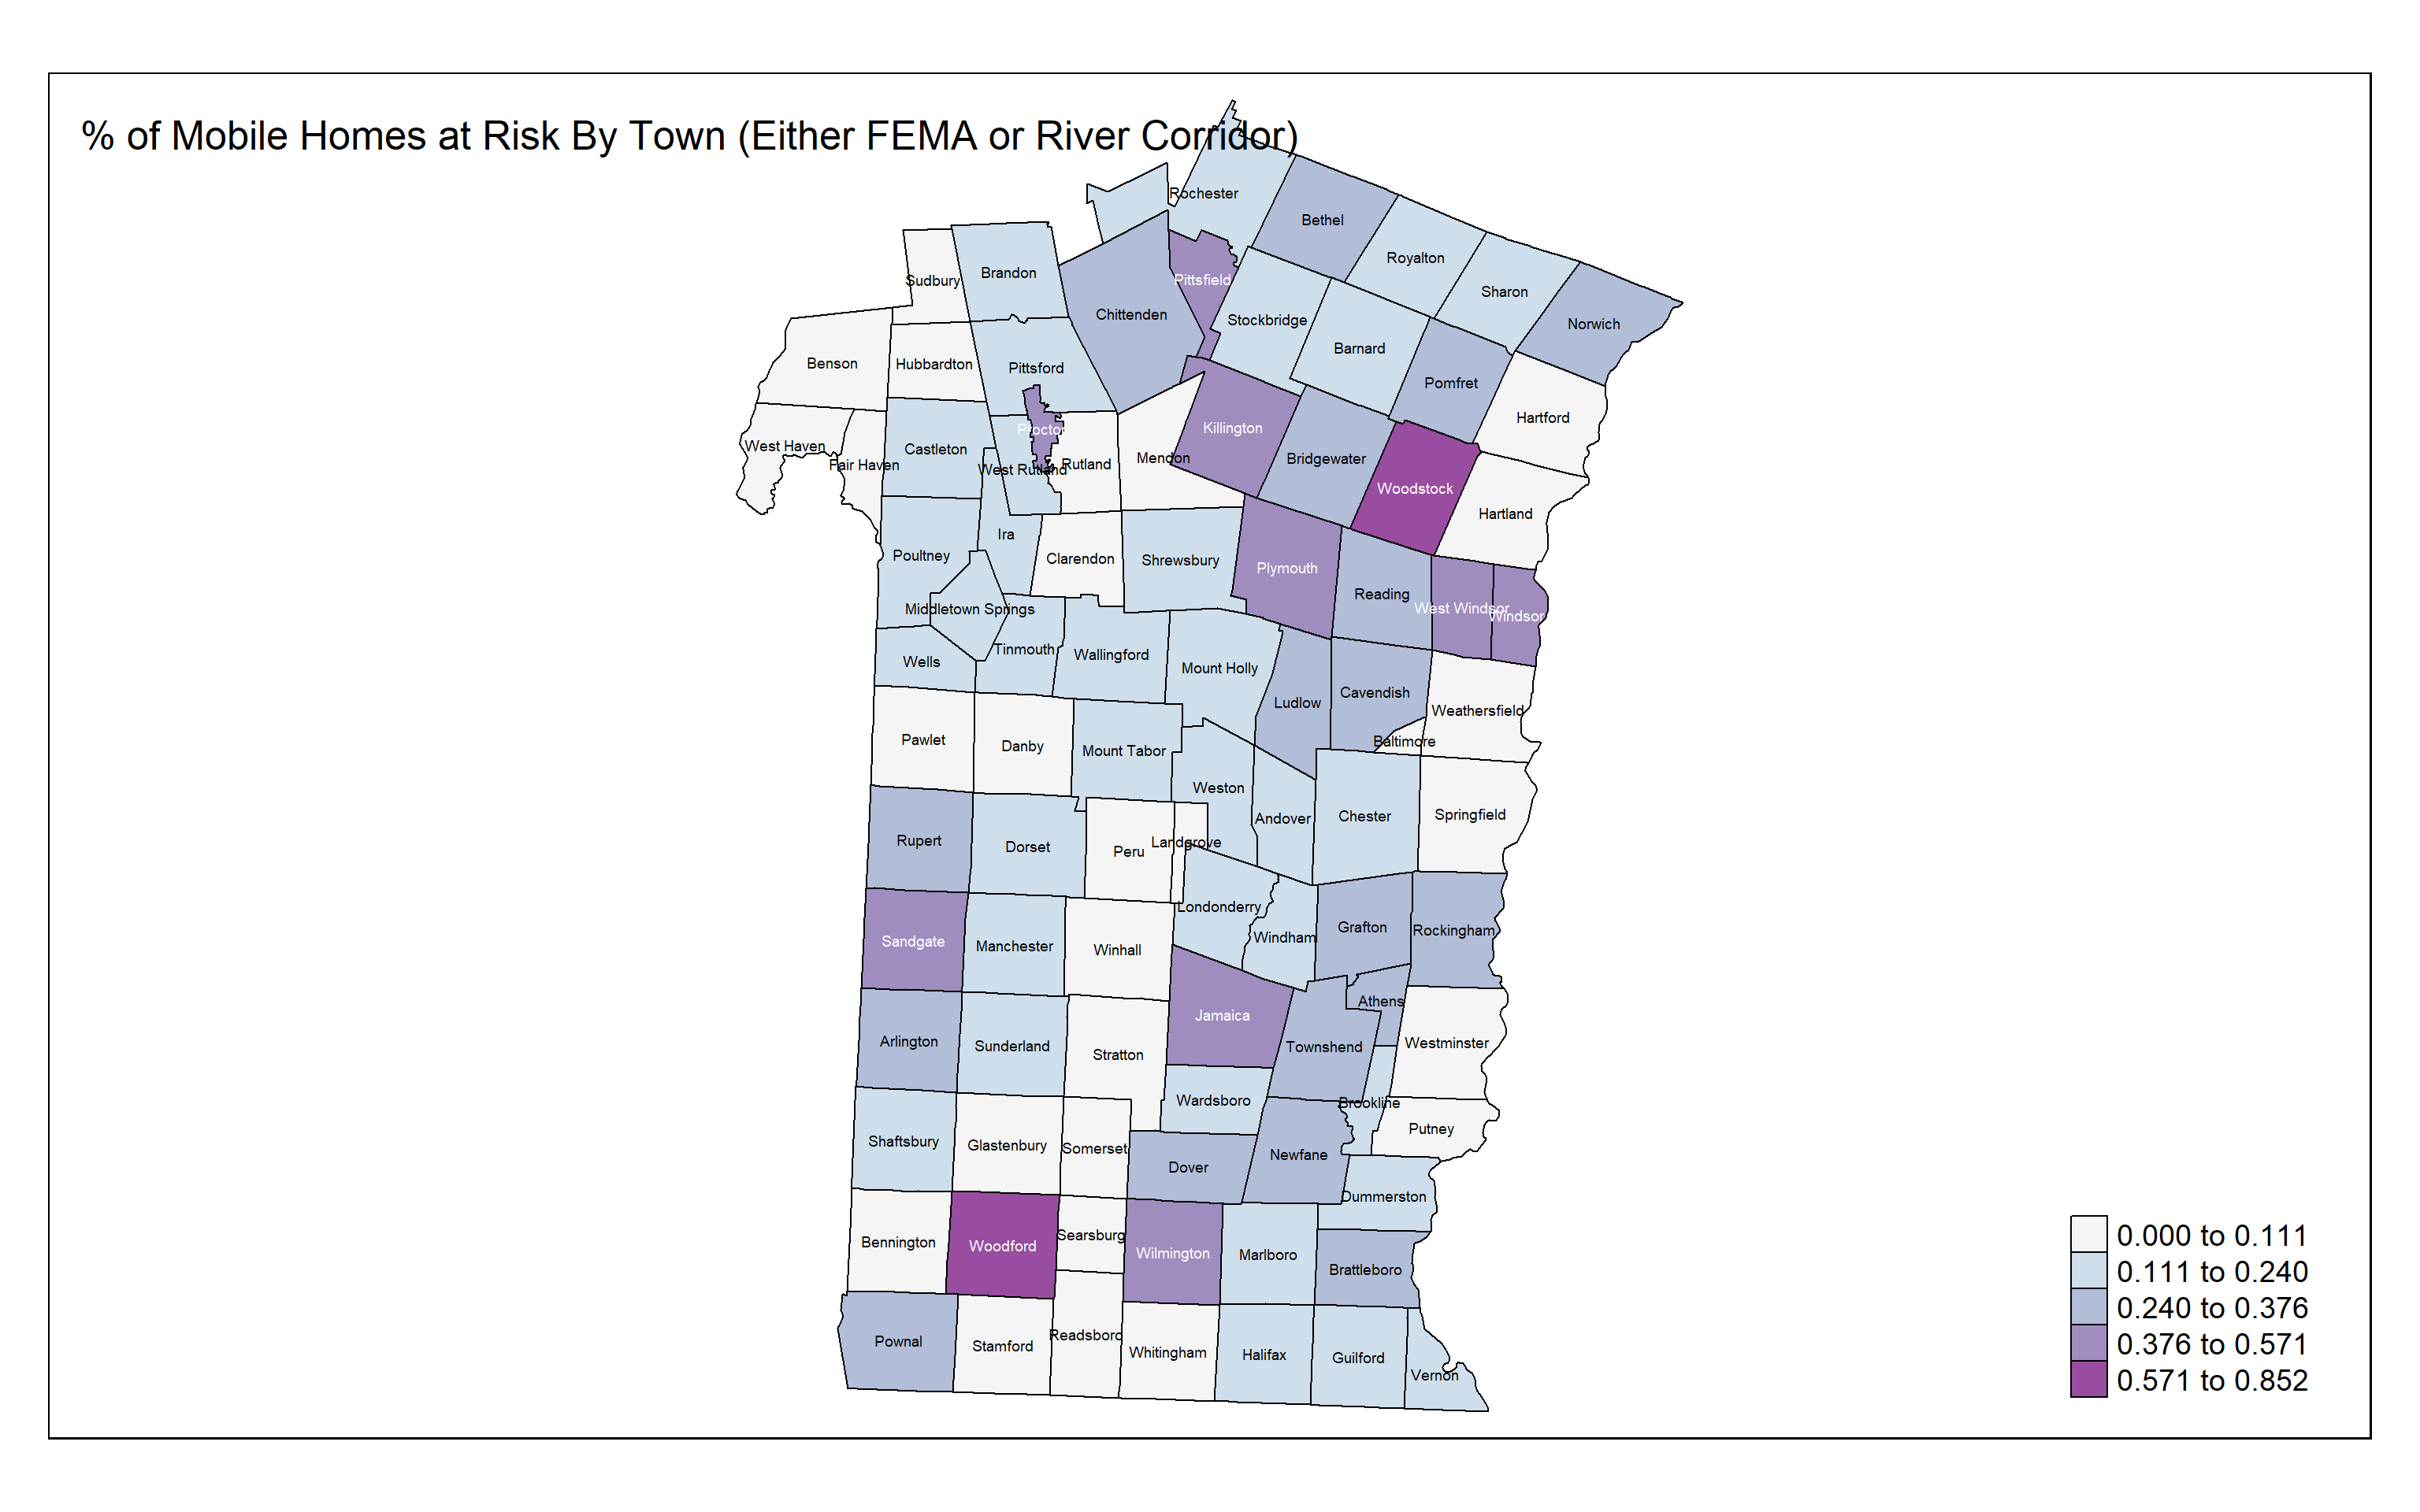 % of Mobile Homes at Risk By Town (Either FEMA or River Corridor)
Rochester
Bethel
Royalton
Brandon
Sudbury
Pittsfield
Sharon
Chittenden
Stockbridge
Norwich
Barnard
Benson
Hubbardton
Pittsford
Pomfret
Hartford
Killington
Proctor
West Haven
Castleton
Mendon
Bridgewater
Fair Haven
Rutland
West Rutland
Woodstock
Hartland
Ira
Poultney
Clarendon
Shrewsbury
Plymouth
Reading
Middletown Springs
West Windsor
Windsor
Tinmouth
Wallingford
Wells
Mount Holly
Cavendish
Ludlow
Weathersfield
Pawlet
Danby
Mount Tabor
Baltimore
Weston
Andover
Chester
Springfield
Rupert
Dorset
Peru
Landgrove
Londonderry
Grafton
Rockingham
Windham
Sandgate
Manchester
Winhall
Athens
Jamaica
Arlington
Sunderland
Stratton
Townshend
Westminster
Wardsboro
Brookline
Putney
Shaftsbury
Glastenbury
Somerset
Newfane
Dover
Dummerston
Bennington
Woodford
Searsburg
Wilmington
Marlboro
Brattleboro
Pownal
Stamford
Readsboro
Whitingham
Halifax
Guilford
Vernon
0.000 to 0.111
0.111 to 0.240
0.240 to 0.376
0.376 to 0.571
0.571 to 0.852